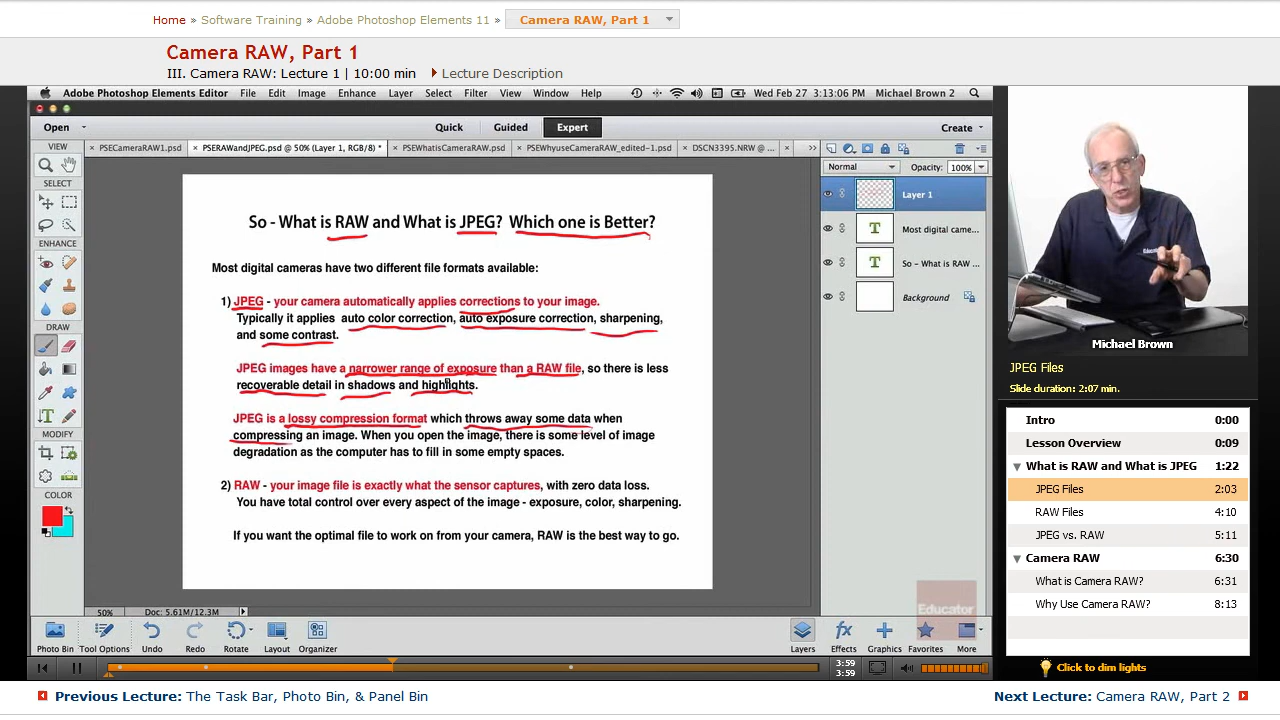 Home » Software Training » Adobe Photoshop Elements 11 » Camera RAW, Part 1
Camera RAW, Part 1
III. Camera RAW: Lecture 1 | 10:00 min Lecture Description
Adobe Photoshop Elements Editor File Edit Image Enhance Layer Select Filter View Window Help Wed Feb 27 3:13:06 PM Michael Brown 2
Open Quick Guided Expert Create
VIEW
× PSECameraRAW1.psd × PSERAWandJPEG.psd @ 50% (Layer 1, RGB/8) * × PSEWhatisCameraRAW.psd × PSEWhyuseCameraRAW_edited-1.psd × DSCN3395.NRW @ ... ×
Normal Opacity: 100%
SELECT
Layer 1
So - What is RAW and What is JPEG? Which one is Better?
Most digital came...
ENHANCE
So - What is RAW ...
Most digital cameras have two different file formats available:
Background
1) JPEG - your camera automatically applies corrections to your image.
Typically it applies auto color correction, auto exposure correction, sharpening,
and some contrast.
DRAW
JPEG images have a narrower range of exposure than a RAW file, so there is less
recoverable detail in shadows and highlights.
JPEG is a lossy compression format which throws away some data when
compressing an image. When you open the image, there is some level of image
degradation as the computer has to fill in some empty spaces.
MODIFY
2) RAW - your image file is exactly what the sensor captures, with zero data loss.
You have total control over every aspect of the image - exposure, color, sharpening.
COLOR
If you want the optimal file to work on from your camera, RAW is the best way to go.
50% Doc: 5.61M/12.3M
Educator
Photo Bin Tool Options Undo Redo Rotate Layout Organizer Layers Effects Graphics Favorites More
3:59
3:59
Michael Brown
JPEG Files
Slide duration: 2:07 min.
Intro 0:00
Lesson Overview 0:09
What is RAW and What is JPEG 1:22
JPEG Files 2:03
RAW Files 4:10
JPEG vs. RAW 5:11
Camera RAW 6:30
What is Camera RAW? 6:31
Why Use Camera RAW? 8:13
Click to dim lights
Previous Lecture: The Task Bar, Photo Bin, & Panel Bin
Next Lecture: Camera RAW, Part 2